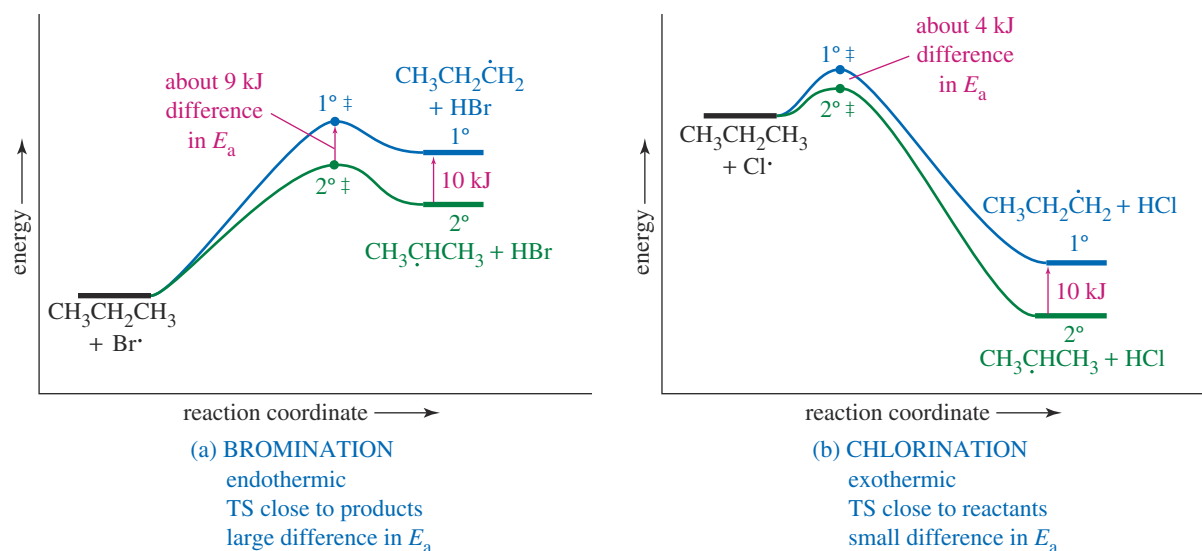 about 9 kJ
difference
in Eₐ
CH₃CH₂ĊH₂
+ HBr
1° ‡
1°
2° ‡
10 kJ
2°
CH₃ĊHCH₃ + HBr
energy
CH₃CH₂CH₃
+ Br·
reaction coordinate
(a) BROMINATION
endothermic
TS close to products
large difference in Eₐ
about 4 kJ
difference
in Eₐ
1° ‡
2° ‡
CH₃CH₂CH₃
+ Cl·
energy
CH₃CH₂ĊH₂ + HCl
1°
10 kJ
2°
CH₃ĊHCH₃ + HCl
reaction coordinate
(b) CHLORINATION
exothermic
TS close to reactants
small difference in Eₐ